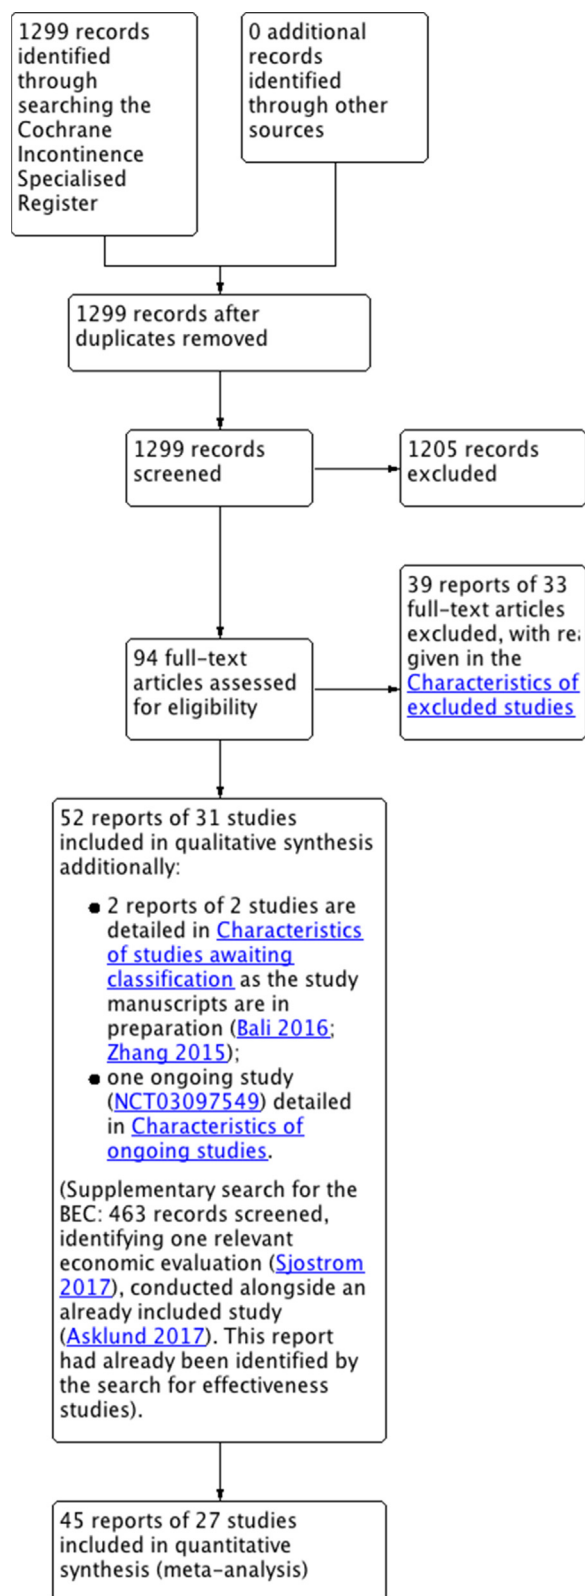 1299 records
identified
through
searching the
Cochrane
Incontinence
Specialised
Register
0 additional
records
identified
through other
sources
1299 records after
duplicates removed
1299 records
screened
1205 records
excluded
94 full-text
articles assessed
for eligibility
39 reports of 33
full-text articles
excluded, with
given in the
Characteristics of
excluded studies
52 reports of 31 studies
included in qualitative synthesis
additionally:
● 2 reports of 2 studies are
detailed in Characteristics
of studies awaiting
classification as the study
manuscripts are in
preparation (Bali 2016;
Zhang 2015);
● one ongoing study
(NCT03097549) detailed
in Characteristics of
ongoing studies.
(Supplementary search for the
BEC: 463 records screened,
identifying one relevant
economic evaluation (Sjostrom
2017), conducted alongside an
already included study
(Asklund 2017). This report
had already been identified by
the search for effectiveness
studies).
45 reports of 27 studies
included in quantitative
synthesis (meta-analysis)